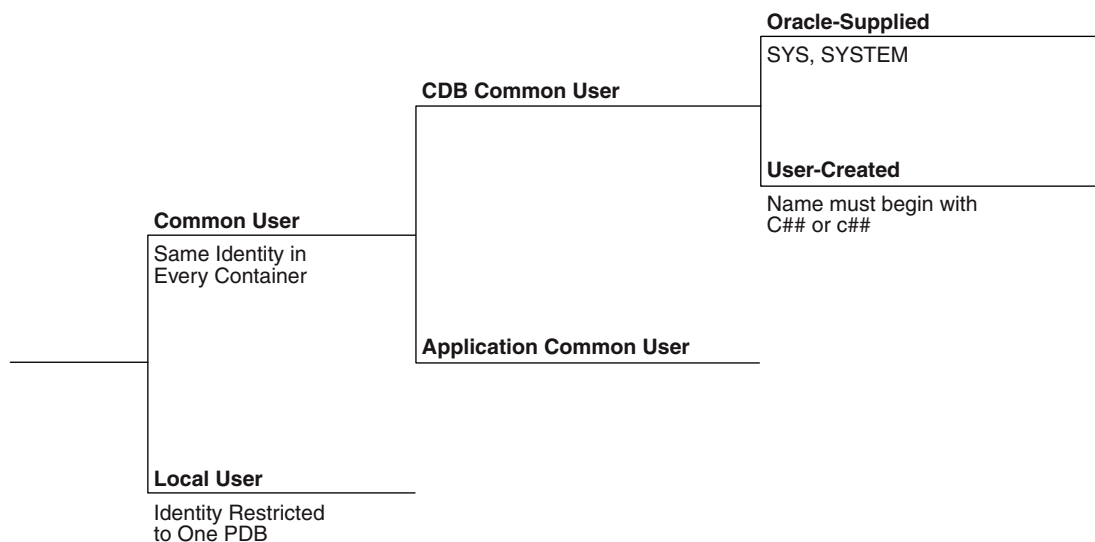 Oracle-Supplied
SYS, SYSTEM
CDB Common User
User-Created
Name must begin with
C## or c##
Common User
Same Identity in
Every Container
Application Common User
Local User
Identity Restricted
to One PDB